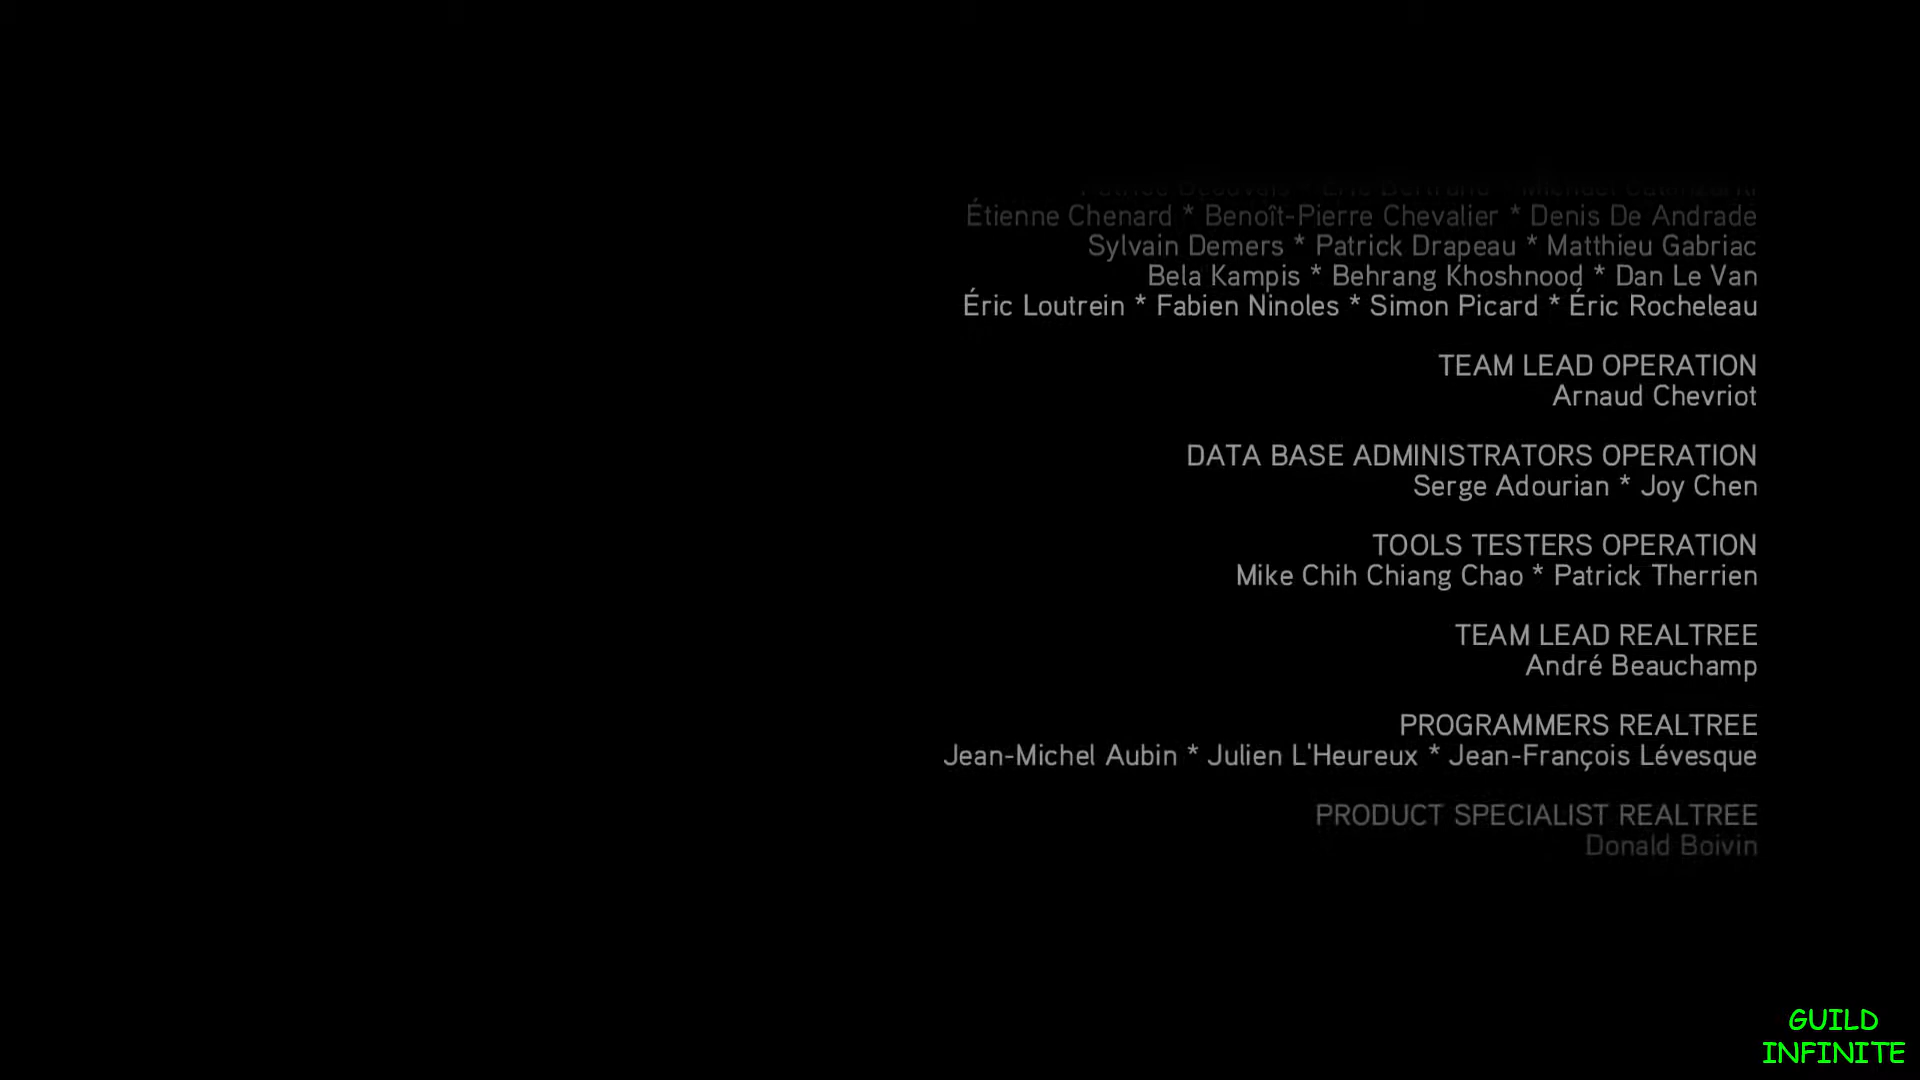 Étienne Chenard * Benoît-Pierre Chevalier * Denis De Andrade
Sylvain Demers * Patrick Drapeau * Matthieu Gabriac
Bela Kampis * Behrang Khoshnood * Dan Le Van
Éric Loutrein * Fabien Ninoles * Simon Picard * Éric Rocheleau
TEAM LEAD OPERATION
Arnaud Chevriot
DATA BASE ADMINISTRATORS OPERATION
Serge Adourian * Joy Chen
TOOLS TESTERS OPERATION
Mike Chih Chiang Chao * Patrick Therrien
TEAM LEAD REALTREE
André Beauchamp
PROGRAMMERS REALTREE
Jean-Michel Aubin * Julien L'Heureux * Jean-François Lévesque
PRODUCT SPECIALIST REALTREE
Donald Boivin
GUILD
INFINITE